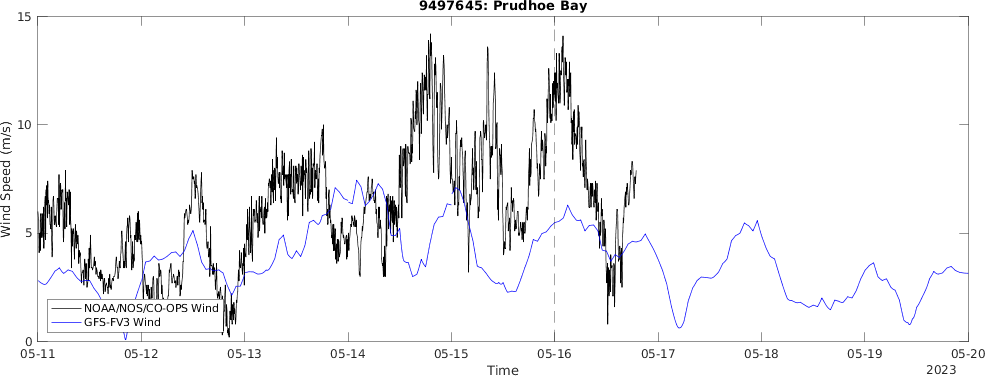 9497645: Prudhoe Bay
15
10
5
0
Wind Speed (m/s)
NOAA/NOS/CO-OPS Wind
GFS-FV3 Wind
05-11 05-12 05-13 05-14 05-15 05-16 05-17 05-18 05-19 05-20
Time
2023